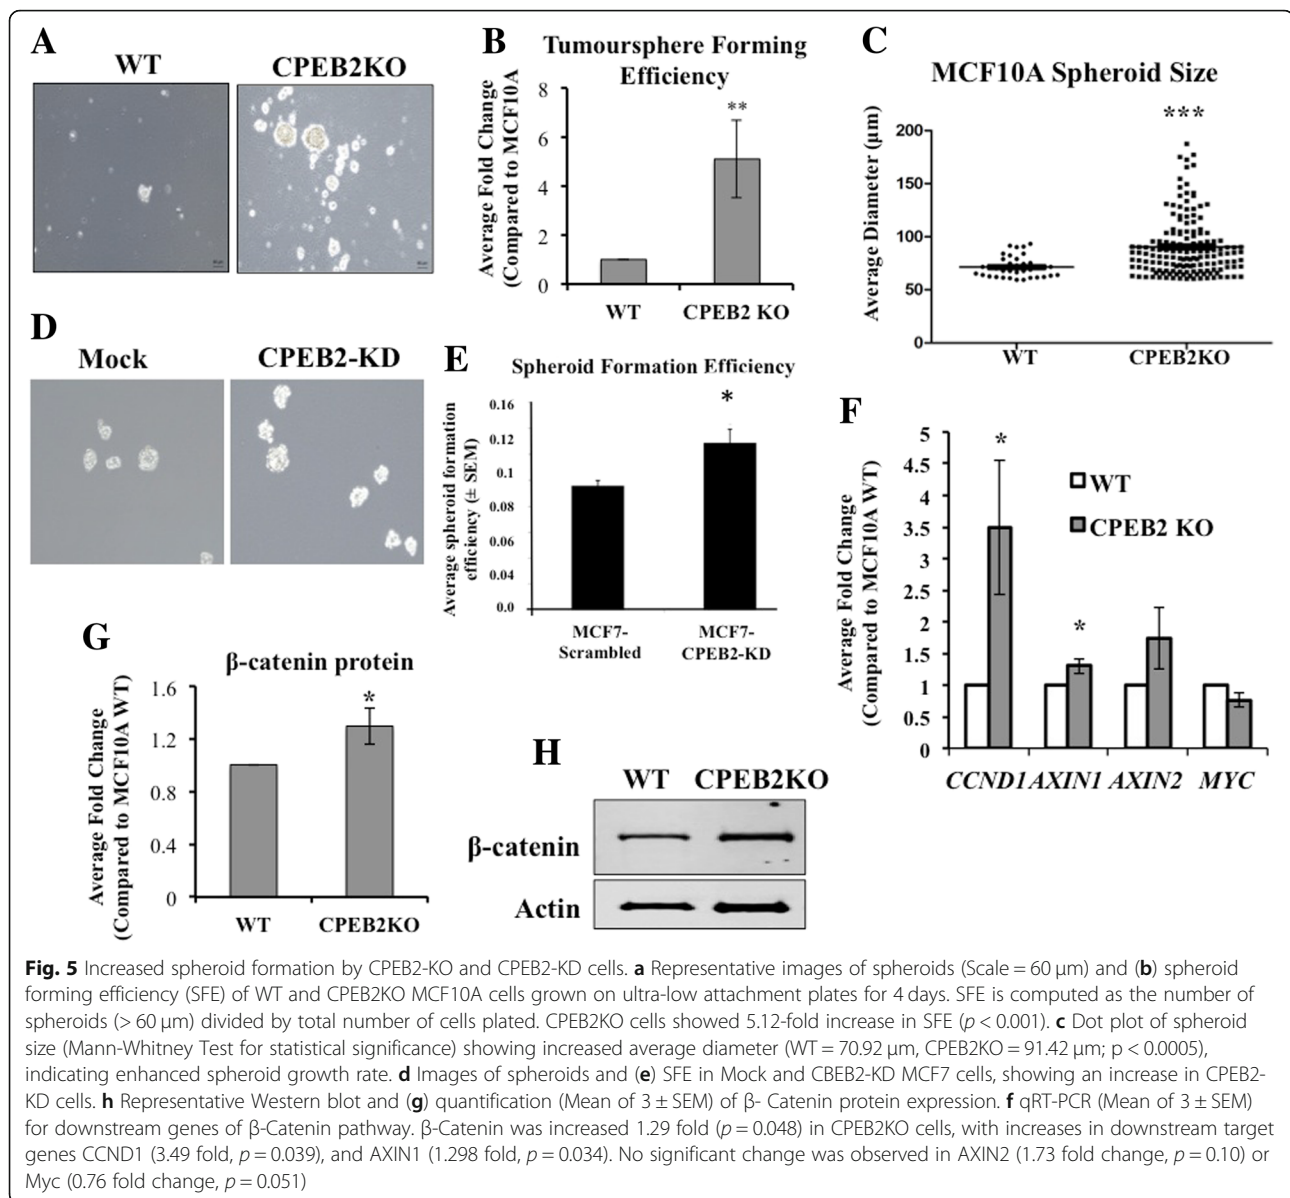 A
WT
CPEB2KO
B
Tumoursphere Forming
Efficiency
Average Fold Change
(Compared to MCF10A)
8
6
4
2
0
**
WT
CPEB2 KO
C
MCF10A Spheroid Size
***
Average Diameter (µm)
200
150
100
50
0
WT
CPEB2KO
D
Mock
CPEB2-KD
E
Spheroid Formation Efficiency
*
Average spheroid formation
efficiency (± SEM)
0.16
0.12
0.1
0.08
0.06
0.04
0.0
MCF7-
Scrambled
MCF7-
CPEB2-KD
F
Average Fold Change
(Compared to MCF10A WT)
5
4.5
4
3.5
3
2.5
2
1.5
1
0.5
0
*
*
WT
CPEB2 KO
CCND1 AXIN1 AXIN2 MYC
G
β-catenin protein
Average Fold Change
(Compared to MCF10A WT)
1.6
1.2
0.8
0.4
0
*
WT
CPEB2KO
H
WT CPEB2KO
β-catenin
Actin
Fig. 5 Increased spheroid formation by CPEB2-KO and CPEB2-KD cells. a Representative images of spheroids (Scale = 60 µm) and (b) spheroid
forming efficiency (SFE) of WT and CPEB2KO MCF10A cells grown on ultra-low attachment plates for 4 days. SFE is computed as the number of
spheroids (> 60 µm) divided by total number of cells plated. CPEB2KO cells showed 5.12-fold increase in SFE (p < 0.001). c Dot plot of spheroid
size (Mann-Whitney Test for statistical significance) showing increased average diameter (WT = 70.92 µm, CPEB2KO = 91.42 µm; p < 0.0005),
indicating enhanced spheroid growth rate. d Images of spheroids and (e) SFE in Mock and CBEB2-KD MCF7 cells, showing an increase in CPEB2-
KD cells. h Representative Western blot and (g) quantification (Mean of 3 ± SEM) of β- Catenin protein expression. f qRT-PCR (Mean of 3 ± SEM)
for downstream genes of β-Catenin pathway. β-Catenin was increased 1.29 fold (p = 0.048) in CPEB2KO cells, with increases in downstream target
genes CCND1 (3.49 fold, p = 0.039), and AXIN1 (1.298 fold, p = 0.034). No significant change was observed in AXIN2 (1.73 fold change, p = 0.10) or
Myc (0.76 fold change, p = 0.051)